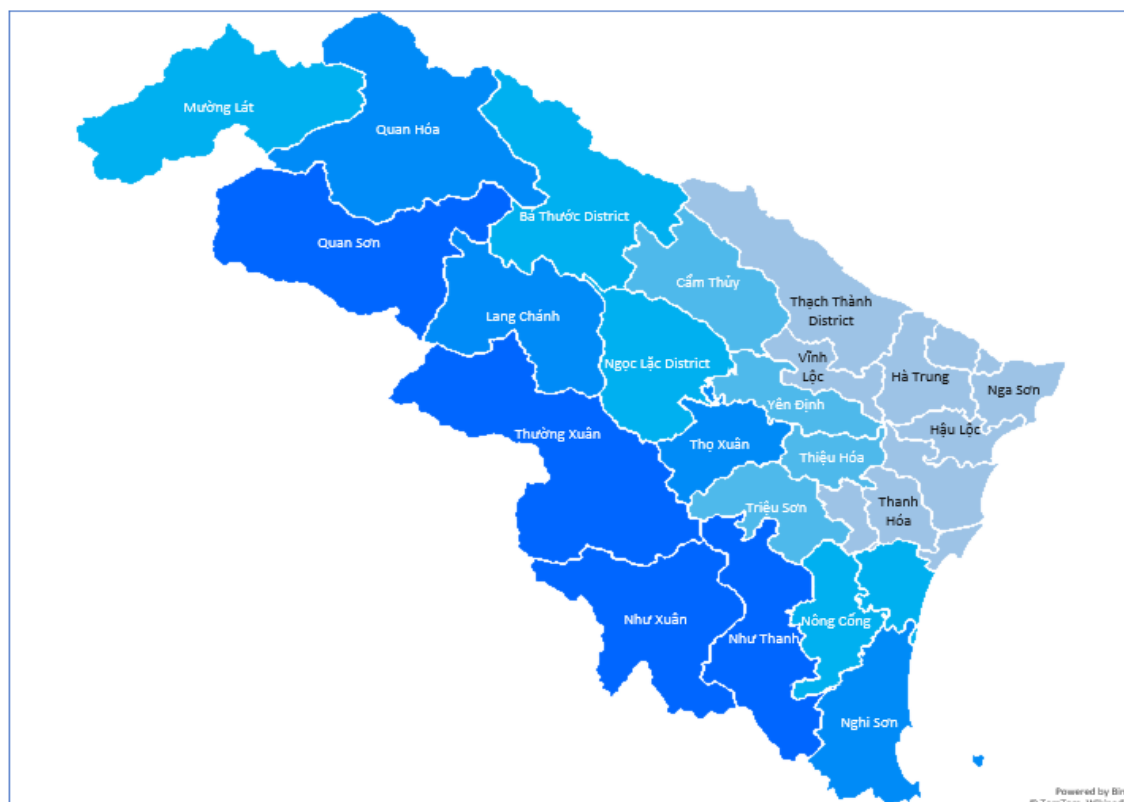 Mường Lát
Quan Hóa
Bá Thước District
Quan Sơn
Cẩm Thủy
Thạch Thành
District
Lang Chánh
Vĩnh
Lộc
Ngọc Lặc District
Hà Trung
Nga Sơn
Yên Định
Hậu Lộc
Thường Xuân
Thọ Xuân
Thiệu Hóa
Triệu Sơn
Thanh
Hóa
Như Xuân
Nông Cống
Như Thanh
Nghi Sơn
Powered by Bin
© TomTom,